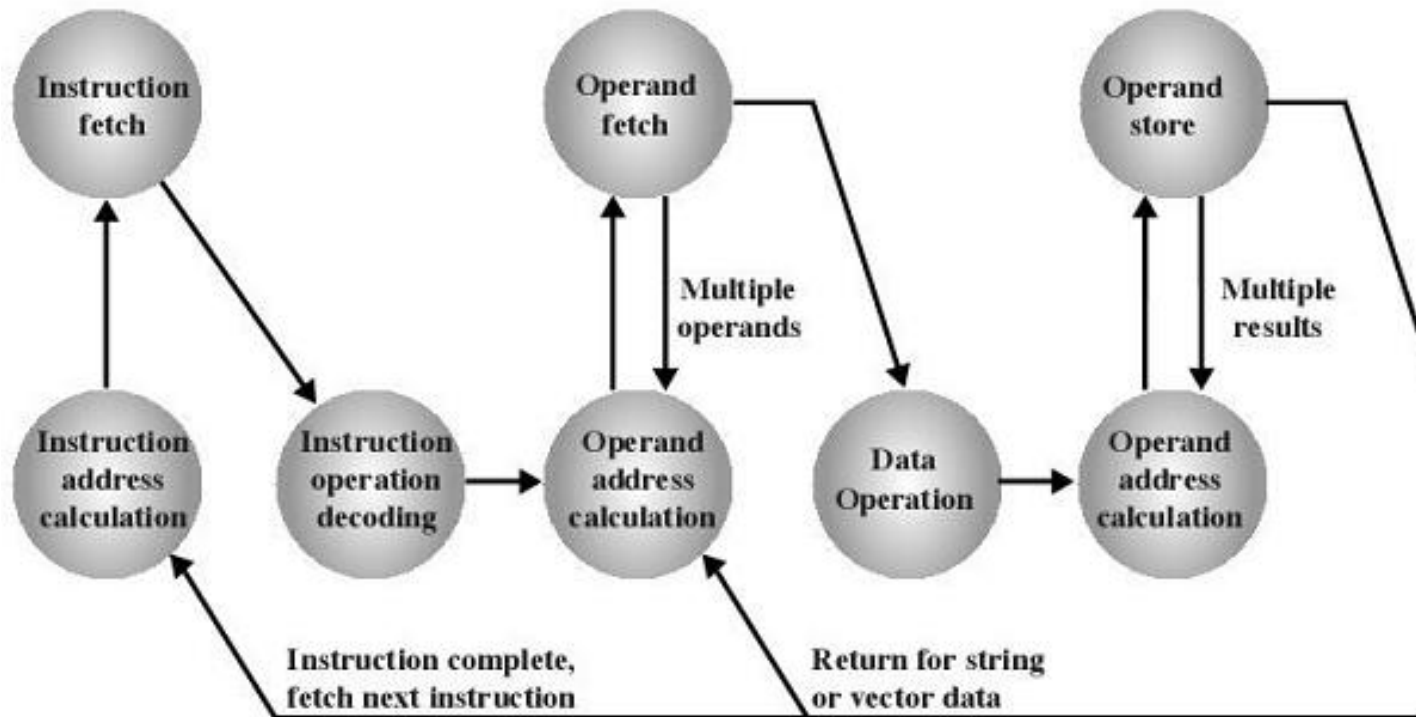 Instruction
fetch
Operand
fetch
Operand
store
Multiple
operands
Multiple
results
Instruction
address
calculation
Instruction
operation
decoding
Operand
address
calculation
Data
Operation
Operand
address
calculation
Instruction complete,
fetch next instruction
Return for string
or vector data